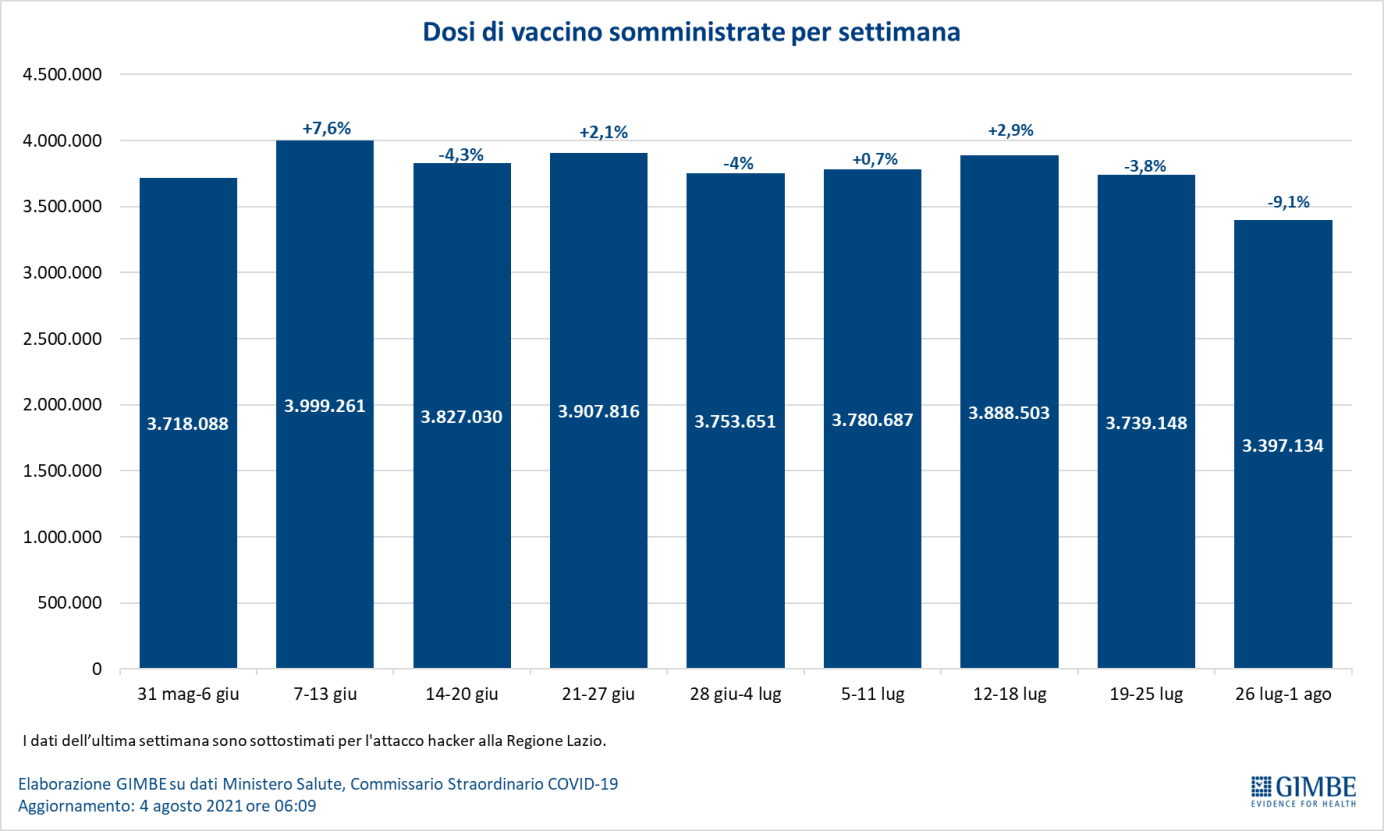 Dosi di vaccino somministrate per settimana
4.500.000
4.000.000
3.500.000
3.000.000
2.500.000
2.000.000
1.500.000
1.000.000
500.000
0
+7,6%
-4,3%
+2,1%
-4%
+0,7%
+2,9%
-3,8%
-9,1%
3.718.088
3.999.261
3.827.030
3.907.816
3.753.651
3.780.687
3.888.503
3.739.148
3.397.134
31 mag-6 giu
7-13 giu
14-20 giu
21-27 giu
28 giu-4 lug
5-11 lug
12-18 lug
19-25 lug
26 lug-1 ago
I dati dell’ultima settimana sono sottostimati per l'attacco hacker alla Regione Lazio.
Elaborazione GIMBE su dati Ministero Salute, Commissario Straordinario COVID-19
Aggiornamento: 4 agosto 2021 ore 06:09
GIMBE
EVIDENCE FOR HEALTH